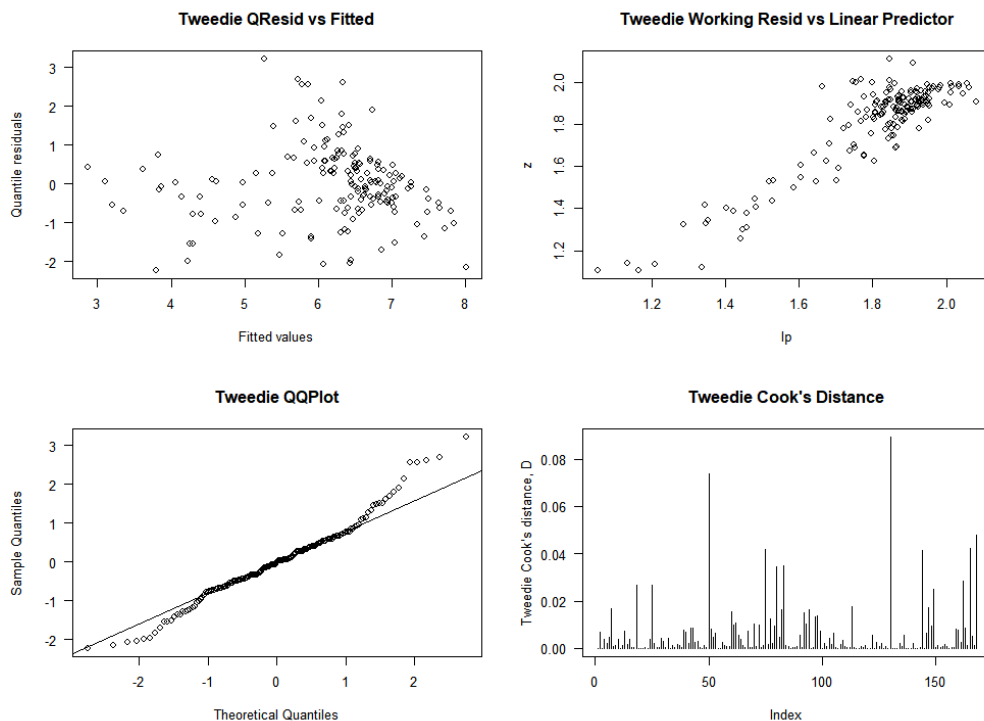 Tweedie QResid vs Fitted
Quantile residuals
3
2
1
0
-1
-2
3 4 5 6 7 8
Fitted values
Tweedie Working Resid vs Linear Predictor
z
2.0
1.8
1.6
1.4
1.2
1.2 1.4 1.6 1.8 2.0
lp
Tweedie QQPlot
Sample Quantiles
3
2
1
0
-1
-2
-2 -1 0 1 2
Theoretical Quantiles
Tweedie Cook's Distance
Tweedie Cook's distance, D
0.08
0.06
0.04
0.02
0.00
0 50 100 150
Index